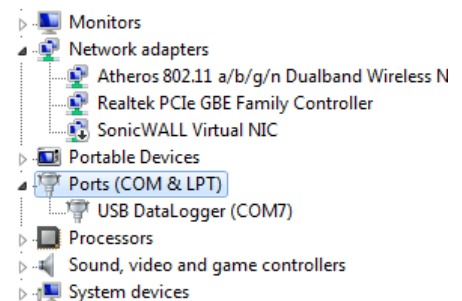 Monitors
Network adapters
Atheros 802.11 a/b/g/n Dualband Wireless N
Realtek PCIe GBE Family Controller
SonicWALL Virtual NIC
Portable Devices
Ports (COM & LPT)
USB DataLogger (COM7)
Processors
Sound, video and game controllers
System devices